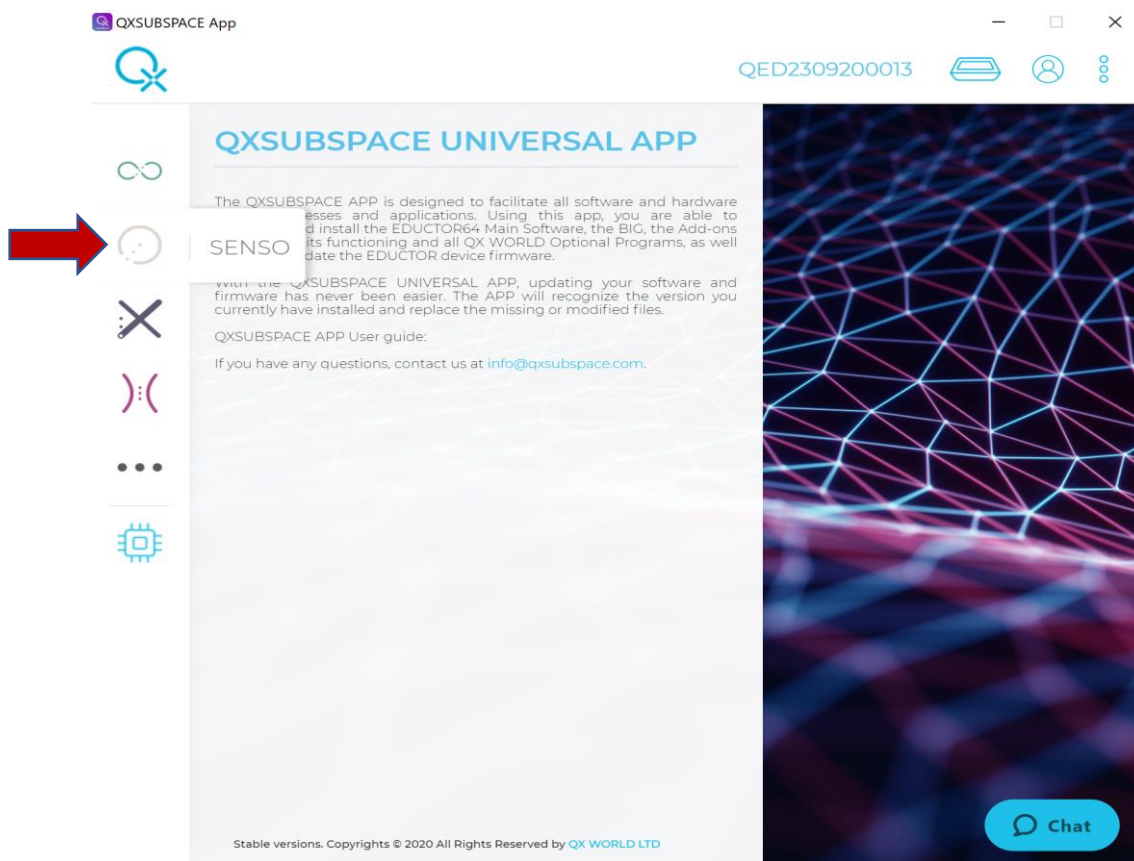 QXSUBSPACE App
QED2309200013
QXSUBSPACE UNIVERSAL APP
The QXSUBSPACE APP is designed to facilitate all software and hardware
esses and applications. Using this app, you are able to
d install the EDUCTOR64 Main Software, the BIG, the Add-ons
SENSO
its functioning and all QX WORLD Optional Programs, as well
date the EDUCTOR device firmware.
With the QXSUBSPACE UNIVERSAL APP, updating your software and
firmware has never been easier. The APP will recognize the version you
currently have installed and replace the missing or modified files.
QXSUBSPACE APP User guide:
If you have any questions, contact us at info@qxsubspace.com.
Chat
Stable versions. Copyrights © 2020 All Rights Reserved by QX WORLD LTD